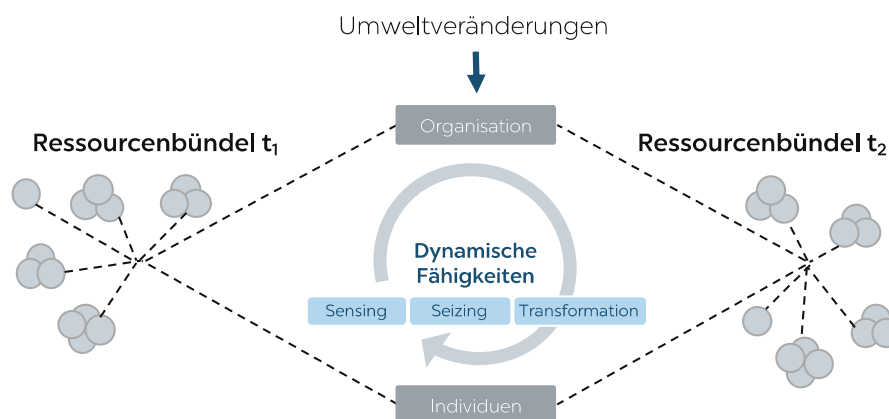 Umweltveränderungen
Organisation
Ressourcenbündel t₁
Ressourcenbündel t₂
Dynamische
Fähigkeiten
Sensing
Seizing
Transformation
Individuen